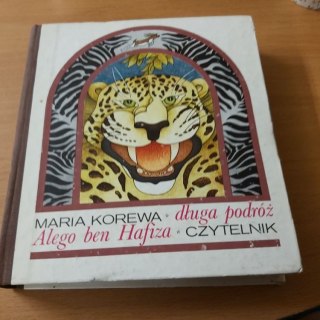 MARIA KOREWA • długa podróż
Alego ben Hafiza • CZYTELNIK